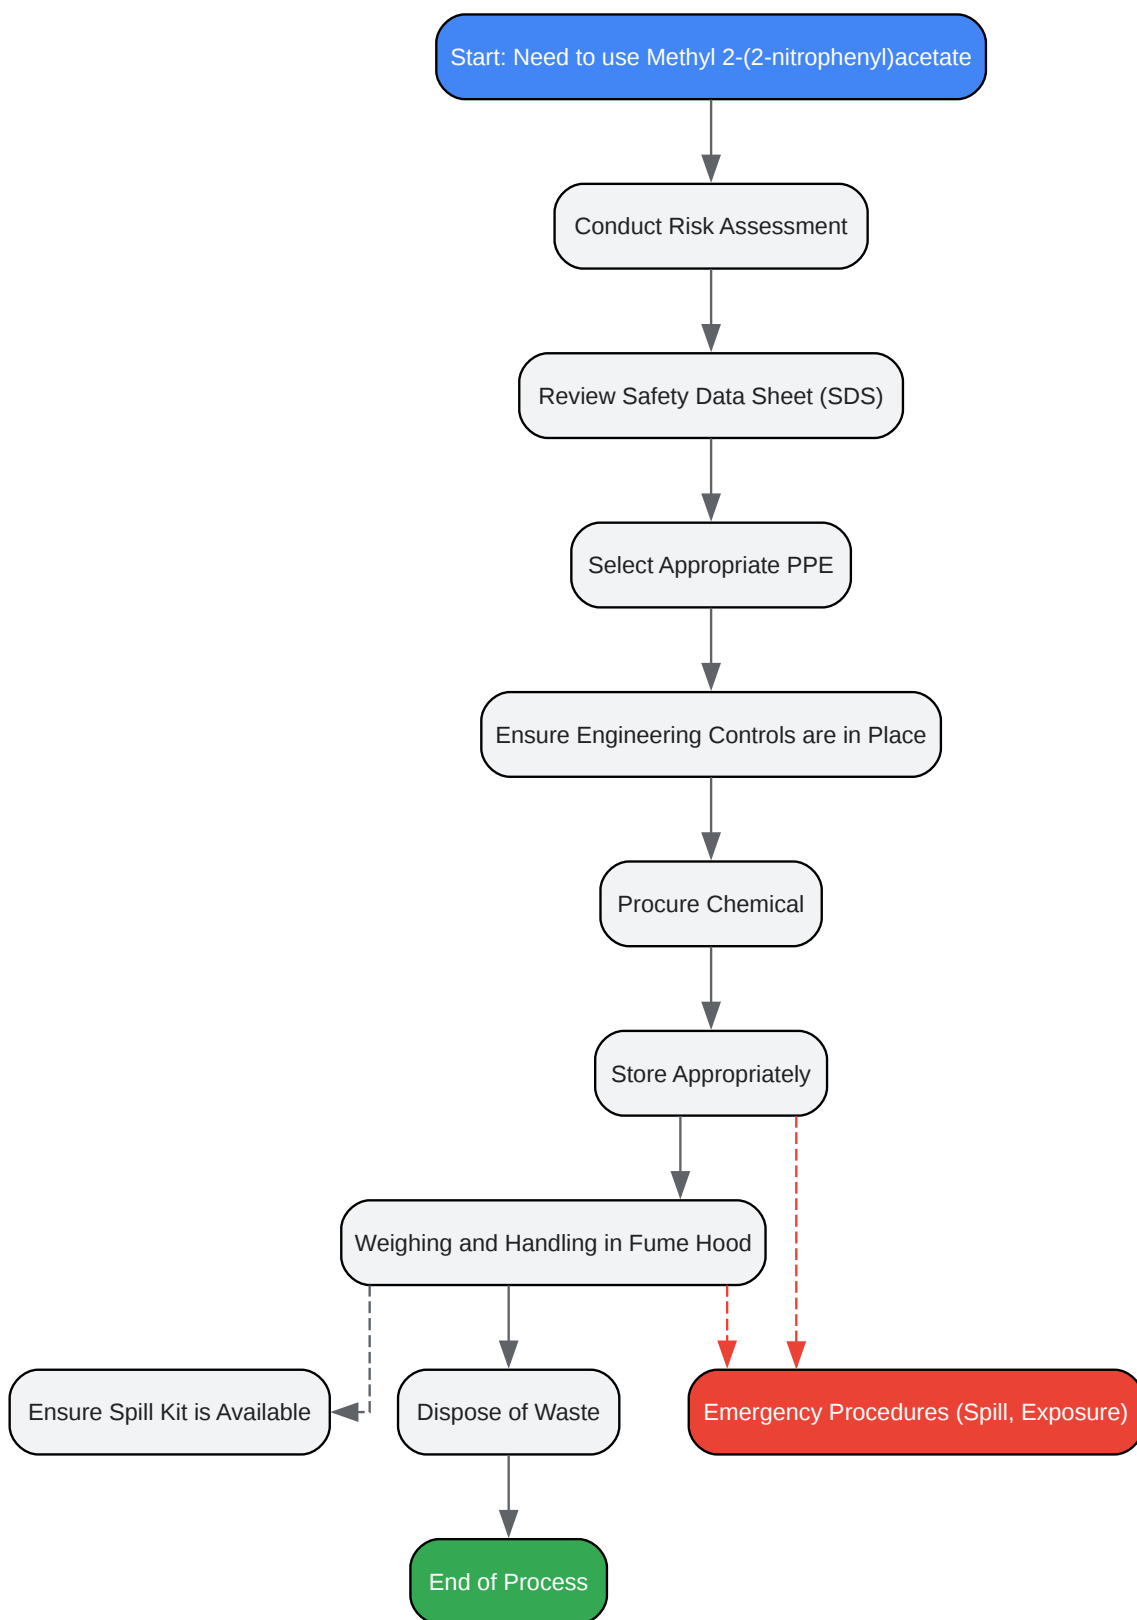 Start: Need to use Methyl 2-(2-nitrophenyl)acetate
Conduct Risk Assessment
Review Safety Data Sheet (SDS)
Select Appropriate PPE
Ensure Engineering Controls are in Place
Procure Chemical
Store Appropriately
Weighing and Handling in Fume Hood
Ensure Spill Kit is Available
Dispose of Waste
Emergency Procedures (Spill, Exposure)
End of Process